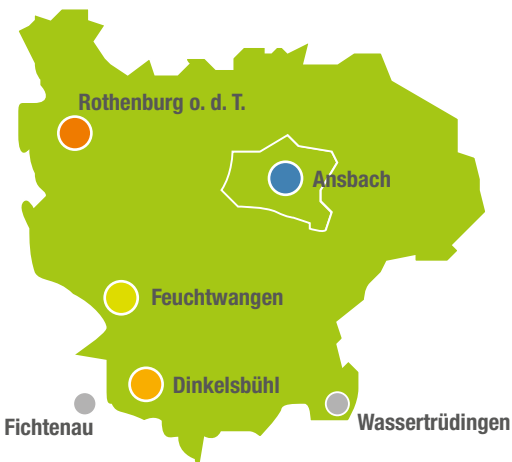 Rothenburg o. d. T.
Ansbach
Feuchtwangen
Dinkelsbühl
Fichtenau
Wassertrüdingen